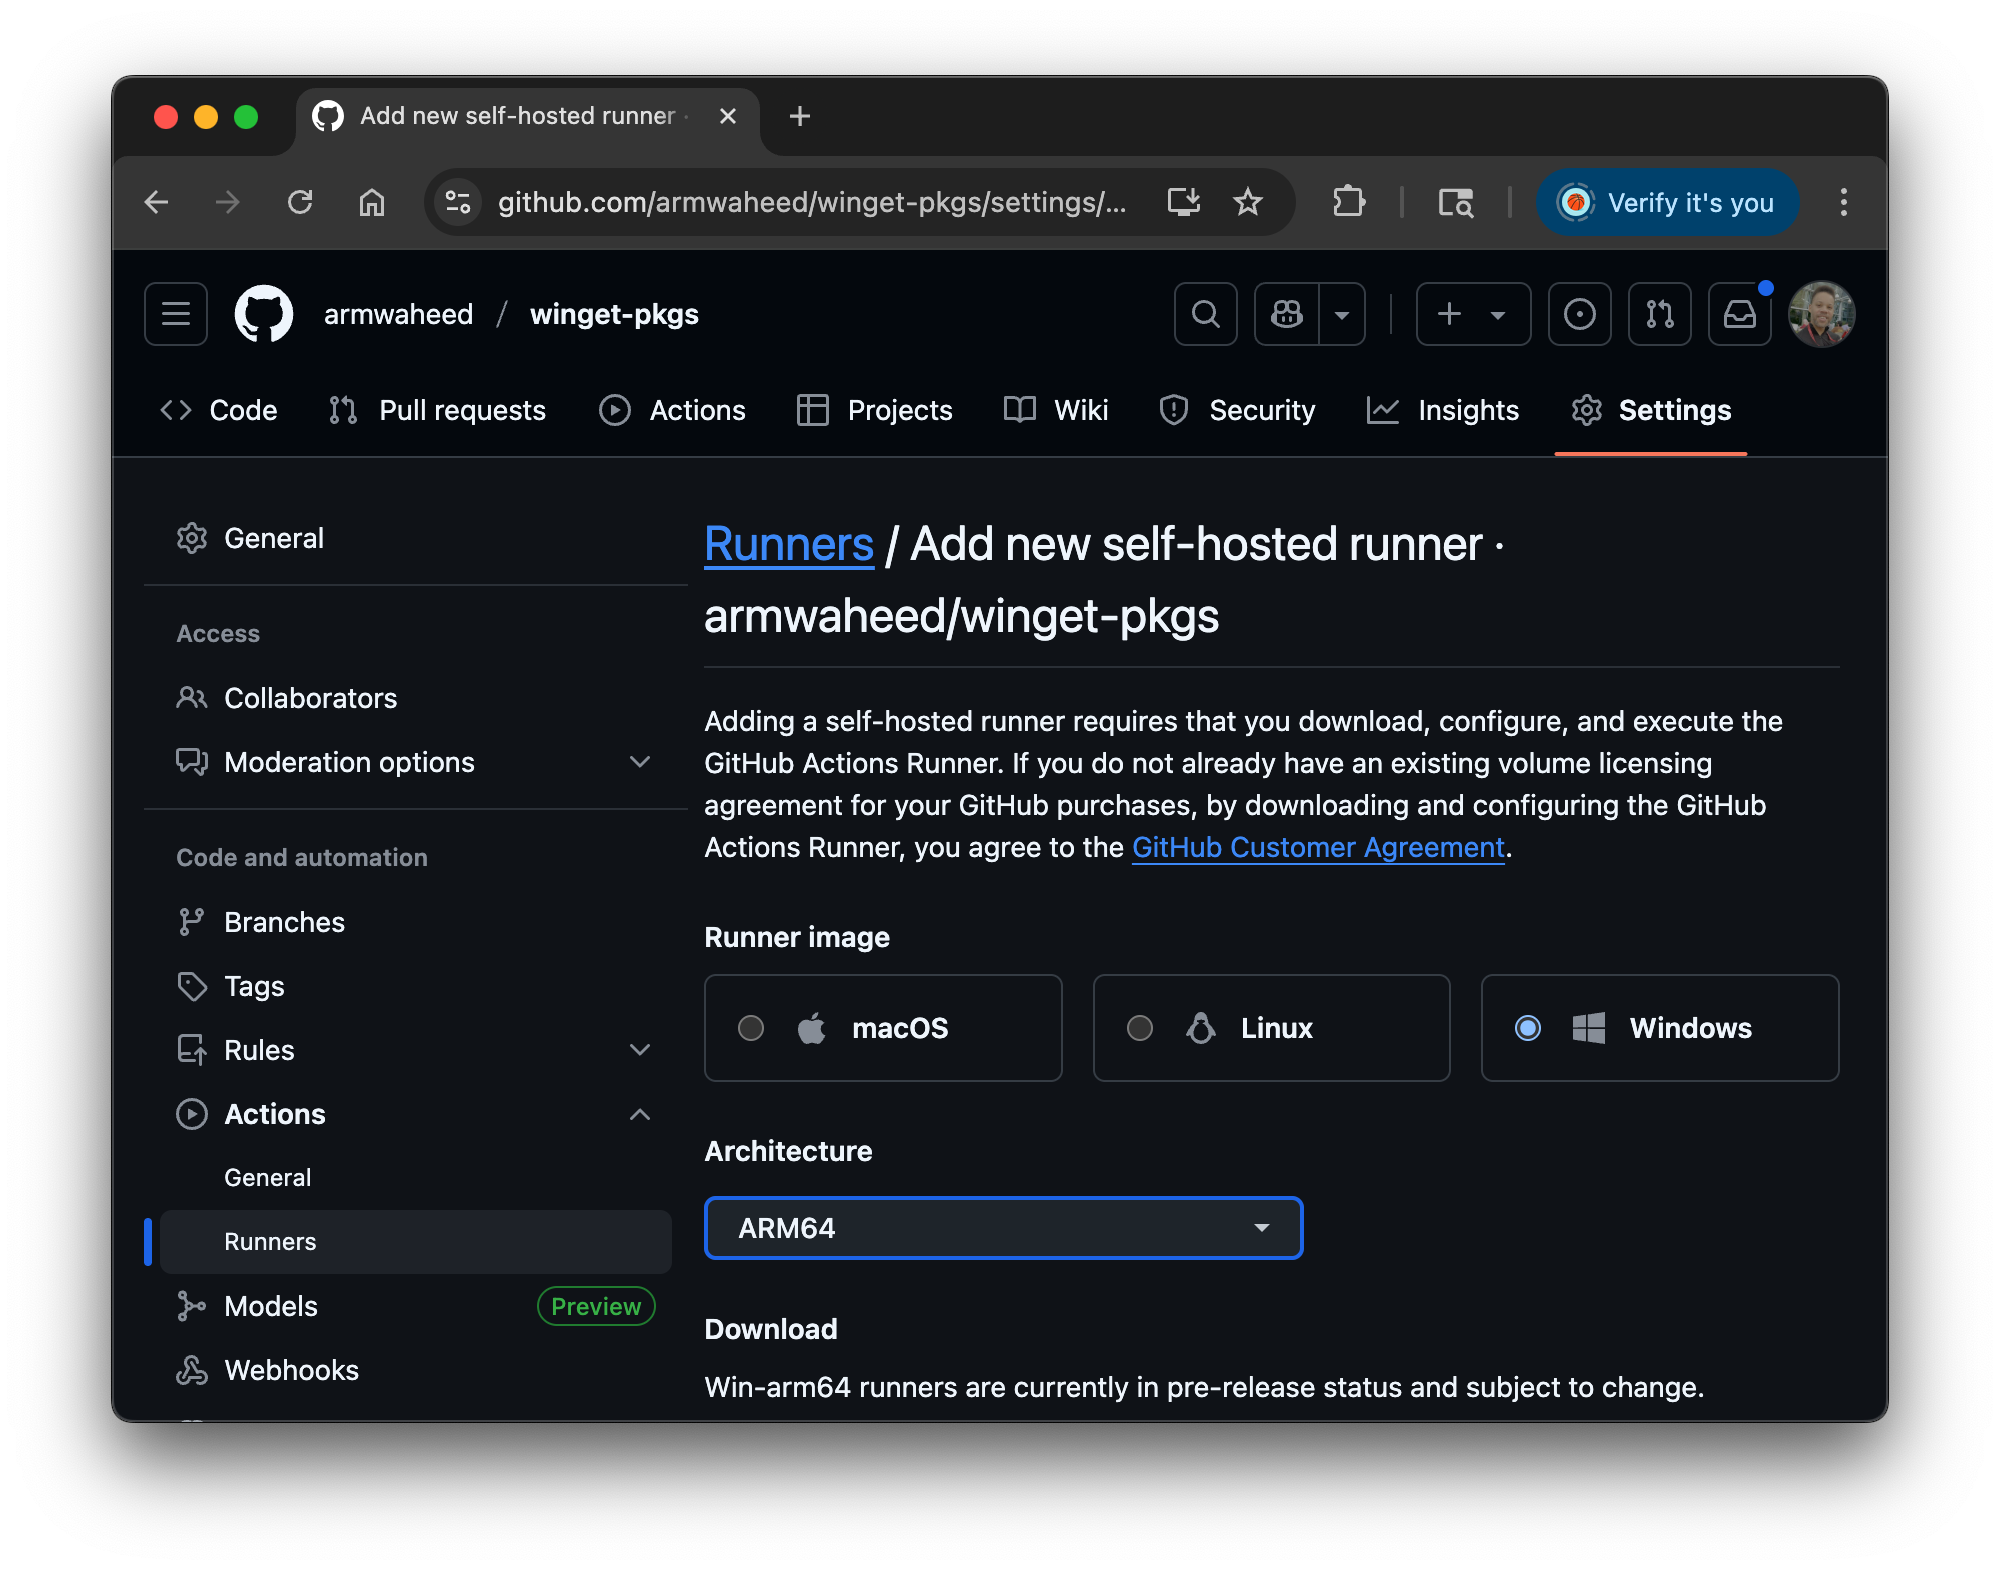 Add new self-hosted runner ·
github.com/armwaheed/winget-pkgs/settings/...
Verify it's you
armwaheed / winget-pkgs
Code
Pull requests
Actions
Projects
Wiki
Security
Insights
Settings
General
Access
Collaborators
Moderation options
Code and automation
Branches
Tags
Rules
Actions
General
Runners
Models
Preview
Webhooks
Runners / Add new self-hosted runner ·
armwaheed/winget-pkgs
Adding a self-hosted runner requires that you download, configure, and execute the
GitHub Actions Runner. If you do not already have an existing volume licensing
agreement for your GitHub purchases, by downloading and configuring the GitHub
Actions Runner, you agree to the GitHub Customer Agreement.
Runner image
macOS
Linux
Windows
Architecture
ARM64
Download
Win-arm64 runners are currently in pre-release status and subject to change.